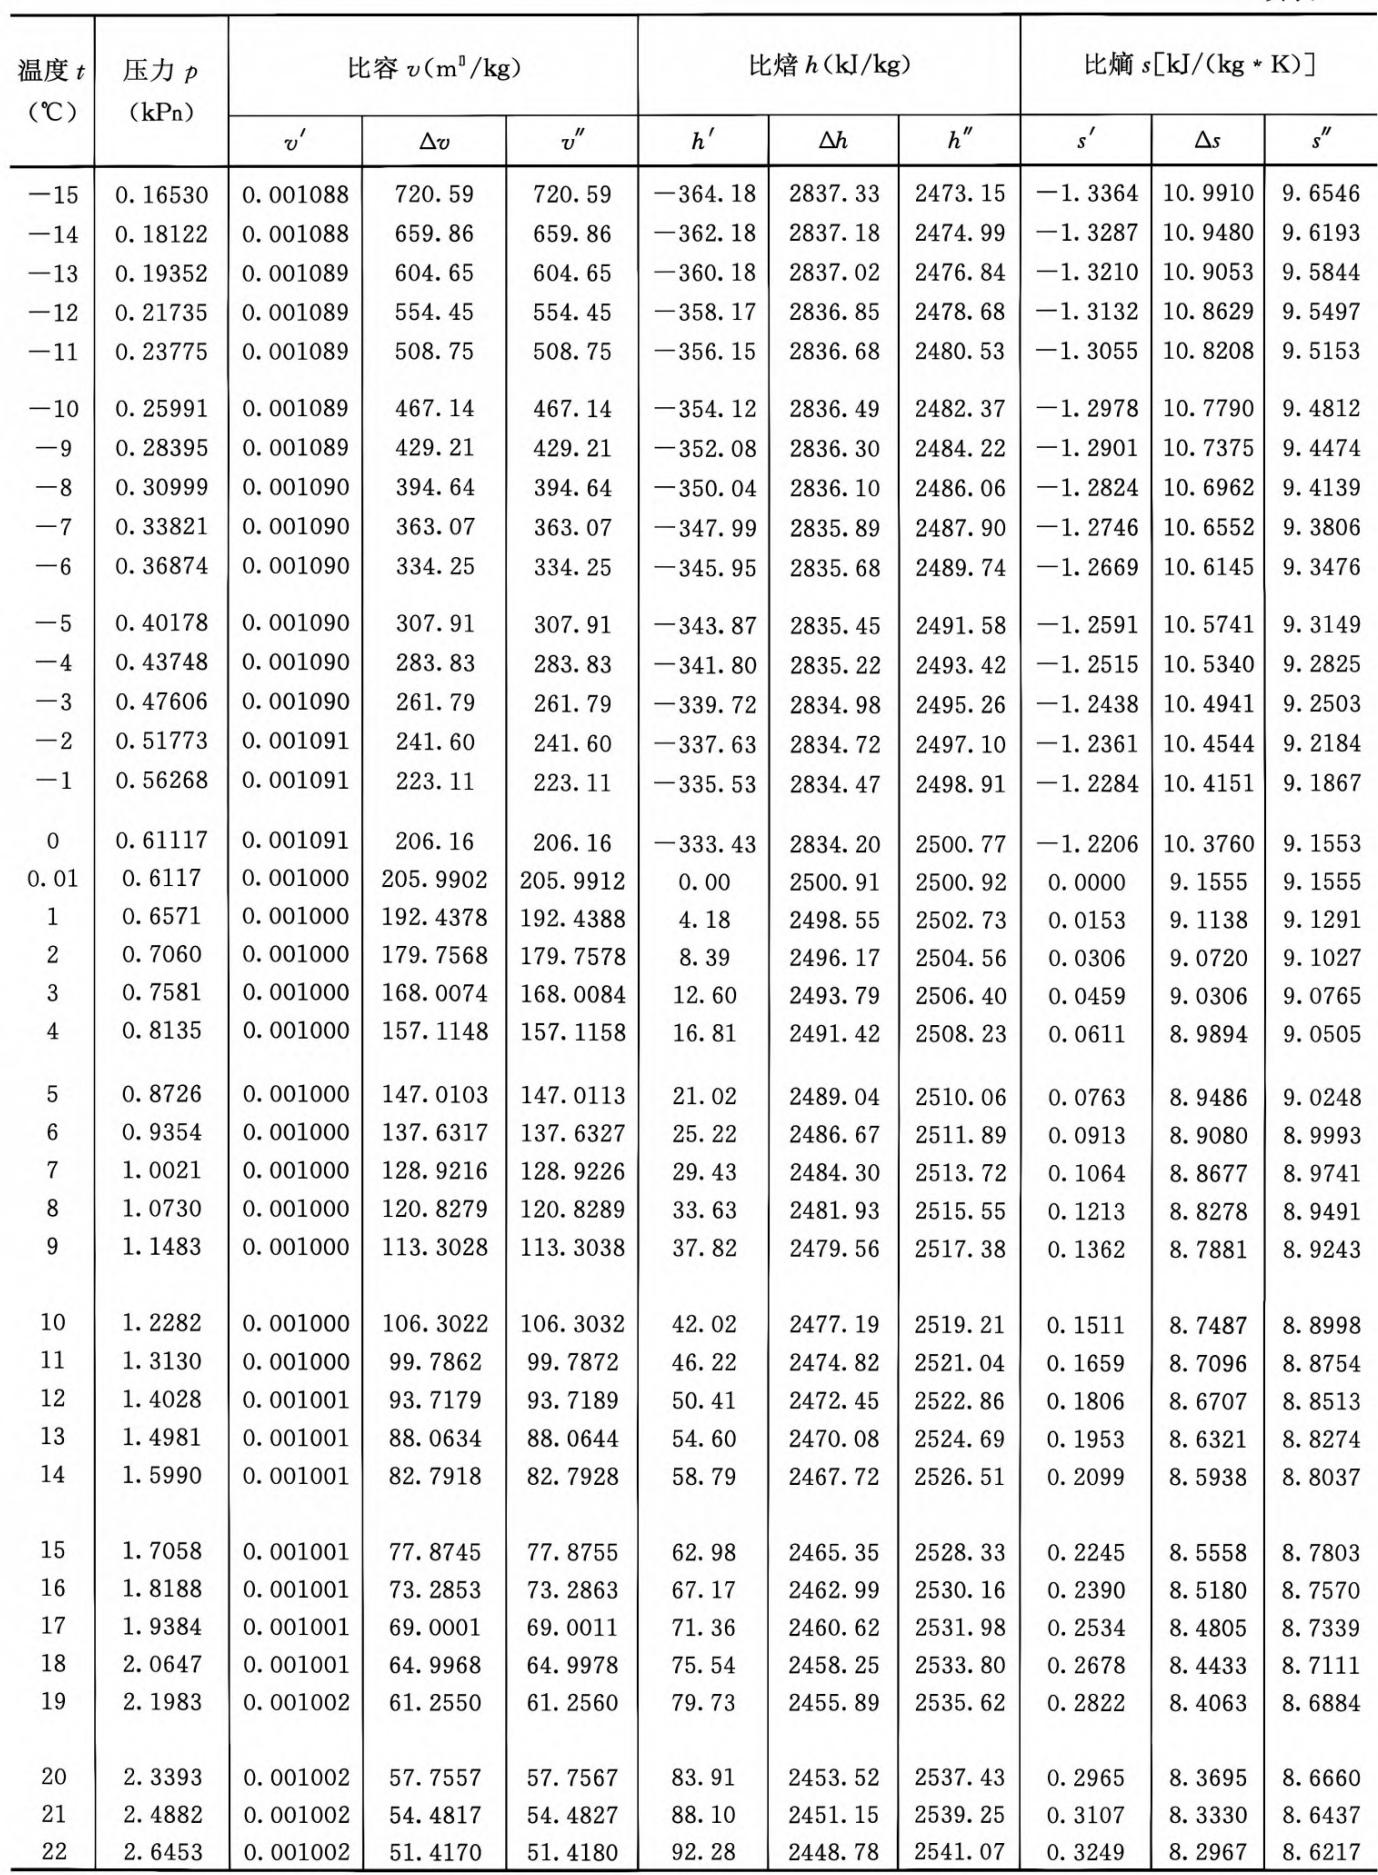 温度 t 压力 p 比容 v(m³/kg) 比焓 h(kJ/kg) 比熵 s[kJ/(kg * K)]
(℃) (kPn)
v′ Δv v″ h′ Δh h″ s′ Δs s″
−15 0.16530 0.001088 720.59 720.59 −364.18 2837.33 2473.15 −1.3364 10.9910 9.6546
−14 0.18122 0.001088 659.86 659.86 −362.18 2837.18 2474.99 −1.3287 10.9480 9.6193
−13 0.19352 0.001089 604.65 604.65 −360.18 2837.02 2476.84 −1.3210 10.9053 9.5844
−12 0.21735 0.001089 554.45 554.45 −358.17 2836.85 2478.68 −1.3132 10.8629 9.5497
−11 0.23775 0.001089 508.75 508.75 −356.15 2836.68 2480.53 −1.3055 10.8208 9.5153
−10 0.25991 0.001089 467.14 467.14 −354.12 2836.49 2482.37 −1.2978 10.7790 9.4812
−9 0.28395 0.001089 429.21 429.21 −352.08 2836.30 2484.22 −1.2901 10.7375 9.4474
−8 0.30999 0.001090 394.64 394.64 −350.04 2836.10 2486.06 −1.2824 10.6962 9.4139
−7 0.33821 0.001090 363.07 363.07 −347.99 2835.89 2487.90 −1.2746 10.6552 9.3806
−6 0.36874 0.001090 334.25 334.25 −345.95 2835.68 2489.74 −1.2669 10.6145 9.3476
−5 0.40178 0.001090 307.91 307.91 −343.87 2835.45 2491.58 −1.2591 10.5741 9.3149
−4 0.43748 0.001090 283.83 283.83 −341.80 2835.22 2493.42 −1.2515 10.5340 9.2825
−3 0.47606 0.001090 261.79 261.79 −339.72 2834.98 2495.26 −1.2438 10.4941 9.2503
−2 0.51773 0.001091 241.60 241.60 −337.63 2834.72 2497.10 −1.2361 10.4544 9.2184
−1 0.56268 0.001091 223.11 223.11 −335.53 2834.47 2498.91 −1.2284 10.4151 9.1867
0 0.61117 0.001091 206.16 206.16 −333.43 2834.20 2500.77 −1.2206 10.3760 9.1553
0.01 0.6117 0.001000 205.9902 205.9912 0.00 2500.91 2500.92 0.0000 9.1555 9.1555
1 0.6571 0.001000 192.4378 192.4388 4.18 2498.55 2502.73 0.0153 9.1138 9.1291
2 0.7060 0.001000 179.7568 179.7578 8.39 2496.17 2504.56 0.0306 9.0720 9.1027
3 0.7581 0.001000 168.0074 168.0084 12.60 2493.79 2506.40 0.0459 9.0306 9.0765
4 0.8135 0.001000 157.1148 157.1158 16.81 2491.42 2508.23 0.0611 8.9894 9.0505
5 0.8726 0.001000 147.0103 147.0113 21.02 2489.04 2510.06 0.0763 8.9486 9.0248
6 0.9354 0.001000 137.6317 137.6327 25.22 2486.67 2511.89 0.0913 8.9080 8.9993
7 1.0021 0.001000 128.9216 128.9226 29.43 2484.30 2513.72 0.1064 8.8677 8.9741
8 1.0730 0.001000 120.8279 120.8289 33.63 2481.93 2515.55 0.1213 8.8278 8.9491
9 1.1483 0.001000 113.3028 113.3038 37.82 2479.56 2517.38 0.1362 8.7881 8.9243
10 1.2282 0.001000 106.3022 106.3032 42.02 2477.19 2519.21 0.1511 8.7487 8.8998
11 1.3130 0.001000 99.7862 99.7872 46.22 2474.82 2521.04 0.1659 8.7096 8.8754
12 1.4028 0.001001 93.7179 93.7189 50.41 2472.45 2522.86 0.1806 8.6707 8.8513
13 1.4981 0.001001 88.0634 88.0644 54.60 2470.08 2524.69 0.1953 8.6321 8.8274
14 1.5990 0.001001 82.7918 82.7928 58.79 2467.72 2526.51 0.2099 8.5938 8.8037
15 1.7058 0.001001 77.8745 77.8755 62.98 2465.35 2528.33 0.2245 8.5558 8.7803
16 1.8188 0.001001 73.2853 73.2863 67.17 2462.99 2530.16 0.2390 8.5180 8.7570
17 1.9384 0.001001 69.0001 69.0011 71.36 2460.62 2531.98 0.2534 8.4805 8.7339
18 2.0647 0.001001 64.9968 64.9978 75.54 2458.25 2533.80 0.2678 8.4433 8.7111
19 2.1983 0.001002 61.2550 61.2560 79.73 2455.89 2535.62 0.2822 8.4063 8.6884
20 2.3393 0.001002 57.7557 57.7567 83.91 2453.52 2537.43 0.2965 8.3695 8.6660
21 2.4882 0.001002 54.4817 54.4827 88.10 2451.15 2539.25 0.3107 8.3330 8.6437
22 2.6453 0.001002 51.4170 51.4180 92.28 2448.78 2541.07 0.3249 8.2967 8.6217